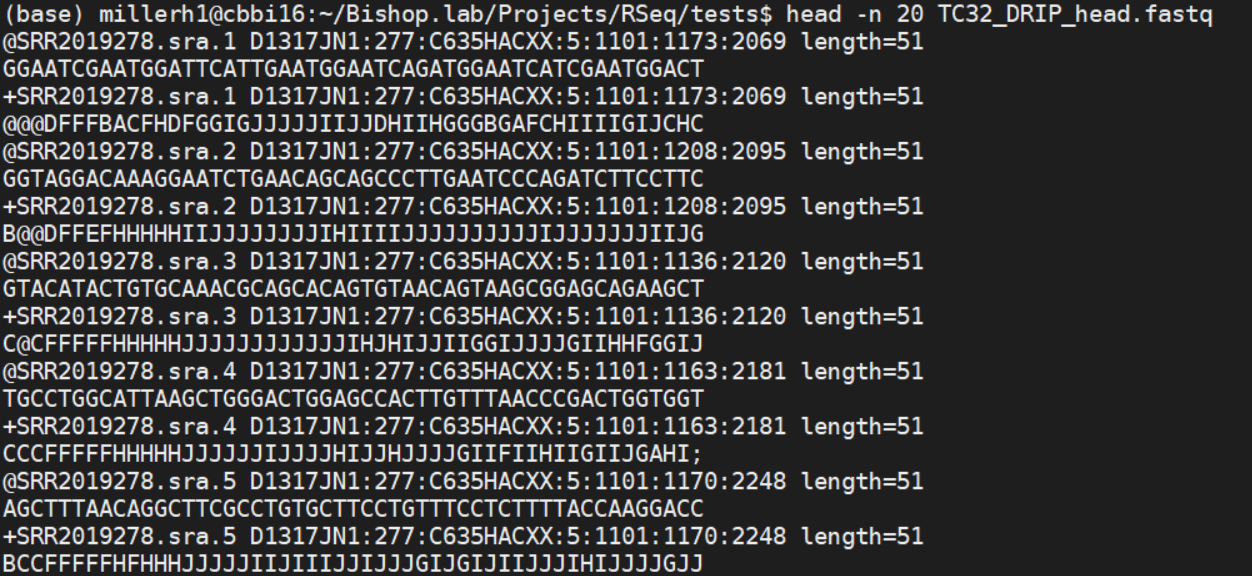 (base) millerh1@cbbi16:~/Bishop.lab/Projects/RSeq/tests$ head -n 20 TC32_DRIP_head.fastq
@SRR2019278.sra.1 D1317JN1:277:C635HACXX:5:1101:1173:2069 length=51
GGAATCGAATGGATTCATTGAATGGAATCAGATGGAATCATCGAATGGACT
+SRR2019278.sra.1 D1317JN1:277:C635HACXX:5:1101:1173:2069 length=51
@@@DFFFBACFHDFGGIGJJJJJIIJJDHIIHGGGBGAFCHIIIIGIJCHC
@SRR2019278.sra.2 D1317JN1:277:C635HACXX:5:1101:1208:2095 length=51
GGTAGGACAAAGGAATCTGAACAGCAGCCCTTGAATCCCAGATCTTCCTTC
+SRR2019278.sra.2 D1317JN1:277:C635HACXX:5:1101:1208:2095 length=51
B@@DFFEFHHHHHIIJJJJJJJJIHIIIIJJJJJJJJJJIJJJJJJJIIJG
@SRR2019278.sra.3 D1317JN1:277:C635HACXX:5:1101:1136:2120 length=51
GTACATACTGTGCAAACGCAGCACAGTGTAACAGTAAGCGGAGCAGAAGCT
+SRR2019278.sra.3 D1317JN1:277:C635HACXX:5:1101:1136:2120 length=51
C@CFFFFFHHHHHJJJJJJJJJJJJIHJHIJJIIGGIJJJJGIIHHFGGIJ
@SRR2019278.sra.4 D1317JN1:277:C635HACXX:5:1101:1163:2181 length=51
TGCCTGGCATTAAGCTGGGACTGGAGCCACTTGTTTAACCCGACTGGTGGT
+SRR2019278.sra.4 D1317JN1:277:C635HACXX:5:1101:1163:2181 length=51
CCCFFFFFHHHHHJJJJJJIJJJJHIJJHJJJJGIIFIIHIIGIIJGAHI;
@SRR2019278.sra.5 D1317JN1:277:C635HACXX:5:1101:1170:2248 length=51
AGCTTTAACAGGCTTCGCCTGTGCTTCCTGTTTCCTCTTTTACCAAGGACC
+SRR2019278.sra.5 D1317JN1:277:C635HACXX:5:1101:1170:2248 length=51
BCCFFFFFHFHHHJJJJJIIJIIIJJIJJJGIJGIJIIJJJIHIJJJJGJJ